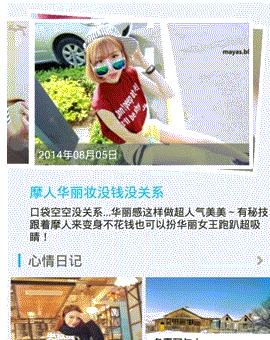 mayas.bl
2014年08月05日
摩人华丽妆没钱没关系
口袋空空没关系...华丽感这样做超人气美美~有秘技
跟着摩人来变身不花钱也可以扮华丽女王跑趴超吸
睛！
心情日记